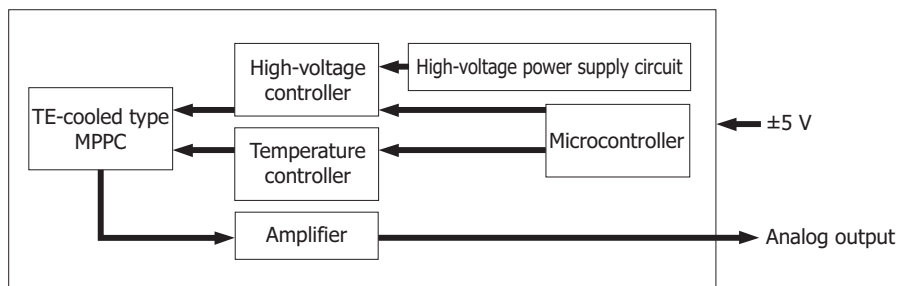 High-voltage
controller
High-voltage power supply circuit
TE-cooled type
MPPC
Microcontroller
±5 V
Temperature
controller
Amplifier
Analog output